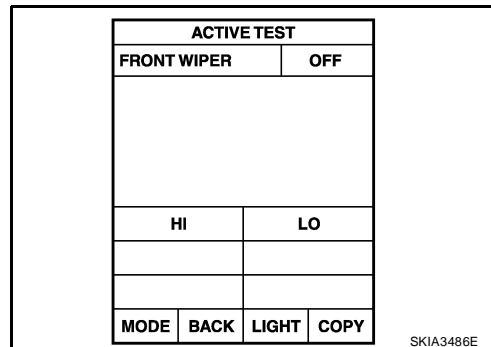 ACTIVE TEST
FRONT WIPER OFF
HI LO
MODE BACK LIGHT COPY
SKIA3486E